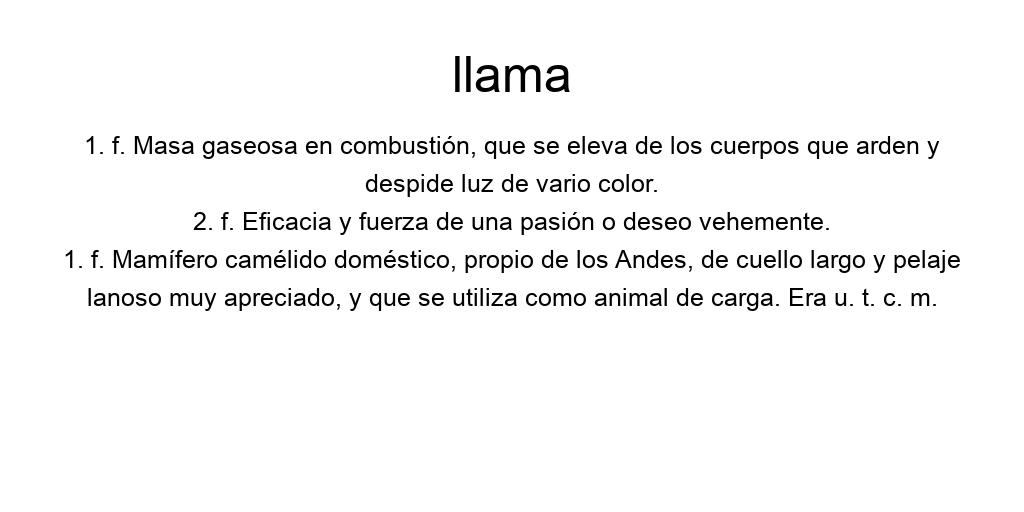 llama
1. f. Masa gaseosa en combustión, que se eleva de los cuerpos que arden y
despide luz de vario color.
2. f. Eficacia y fuerza de una pasión o deseo vehemente.
1. f. Mamífero camélido doméstico, propio de los Andes, de cuello largo y pelaje
lanoso muy apreciado, y que se utiliza como animal de carga. Era u. t. c. m.